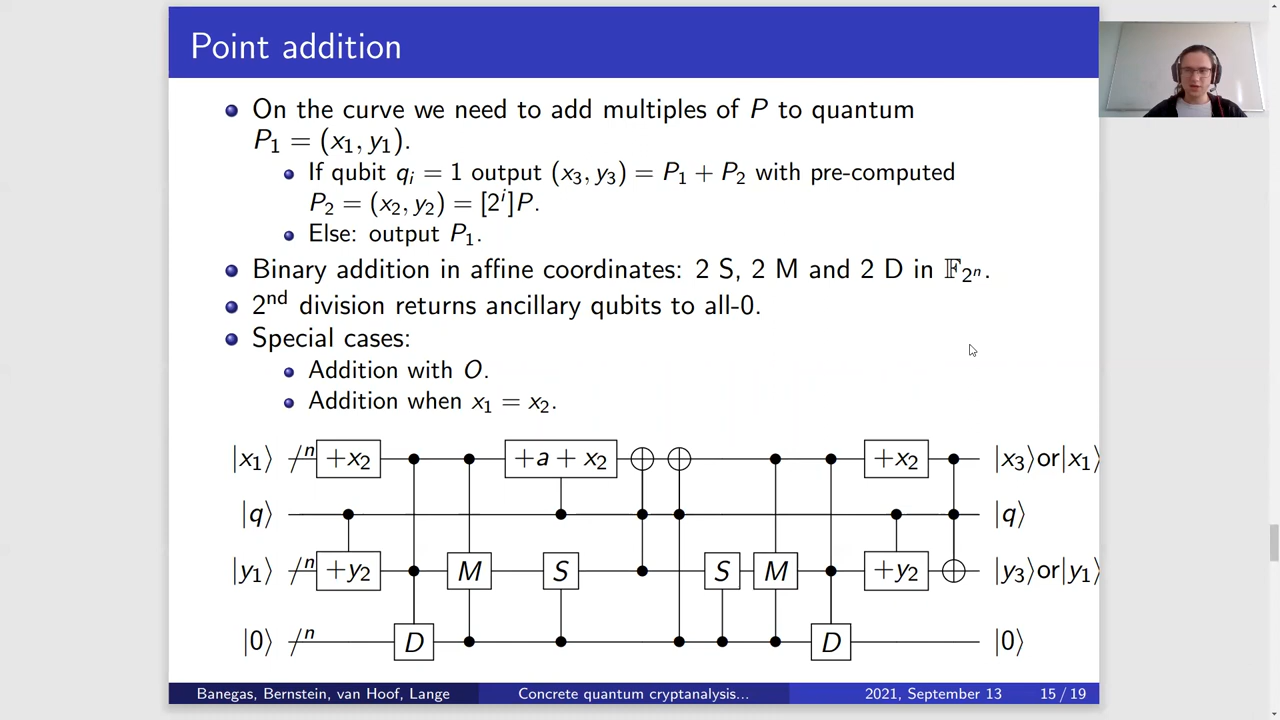 Point addition
On the curve we need to add multiples of P to quantum
P₁ = (x₁, y₁).
If qubit qᵢ = 1 output (x₃, y₃) = P₁ + P₂ with pre-computed
P₂ = (x₂, y₂) = [2ⁱ]P.
Else: output P₁.
Binary addition in affine coordinates: 2 S, 2 M and 2 D in 𝔽₂ⁿ.
2ⁿᵈ division returns ancillary qubits to all-0.
Special cases:
Addition with O.
Addition when x₁ = x₂.
|x₁⟩ n +x₂ +a + x₂ +x₂ |x₃⟩or|x₁⟩
|q⟩ |q⟩
|y₁⟩ n +y₂ M S S M +y₂ |y₃⟩or|y₁⟩
|0⟩ n D D |0⟩
Banegas, Bernstein, van Hoof, Lange Concrete quantum cryptanalysis... 2021, September 13 15 / 19